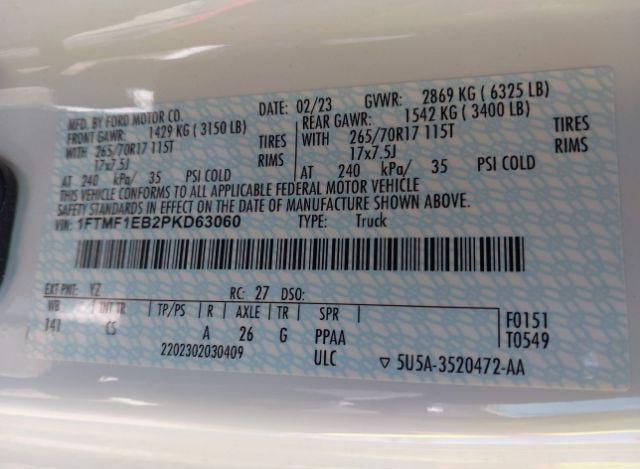 MFD. BY FORD MOTOR CO. DATE: 02/23 GVWR: 2869 KG ( 6325 LB)
FRONT GAWR: 1429 KG ( 3150 LB) REAR GAWR: 1542 KG ( 3400 LB)
WITH 265/70R17 115T TIRES WITH 265/70R17 115T TIRES
17x7.5J RIMS 17x7.5J RIMS
AT 240 kPa/ 35 PSI COLD AT 240 kPa/ 35 PSI COLD
THIS VEHICLE CONFORMS TO ALL APPLICABLE FEDERAL MOTOR VEHICLE
SAFETY STANDARDS IN EFFECT ON THE DATE OF MANUFACTURE SHOWN ABOVE.
VIN: 1FTMF1EB2PKD63060 TYPE: Truck
EXT PNT: YZ RC: 27 DSO:
WB INT TR TP/PS R AXLE TR SPR
141 CS A 26 G PPAA
2202302030409 ULC
F0151
T0549
5U5A-3520472-AA